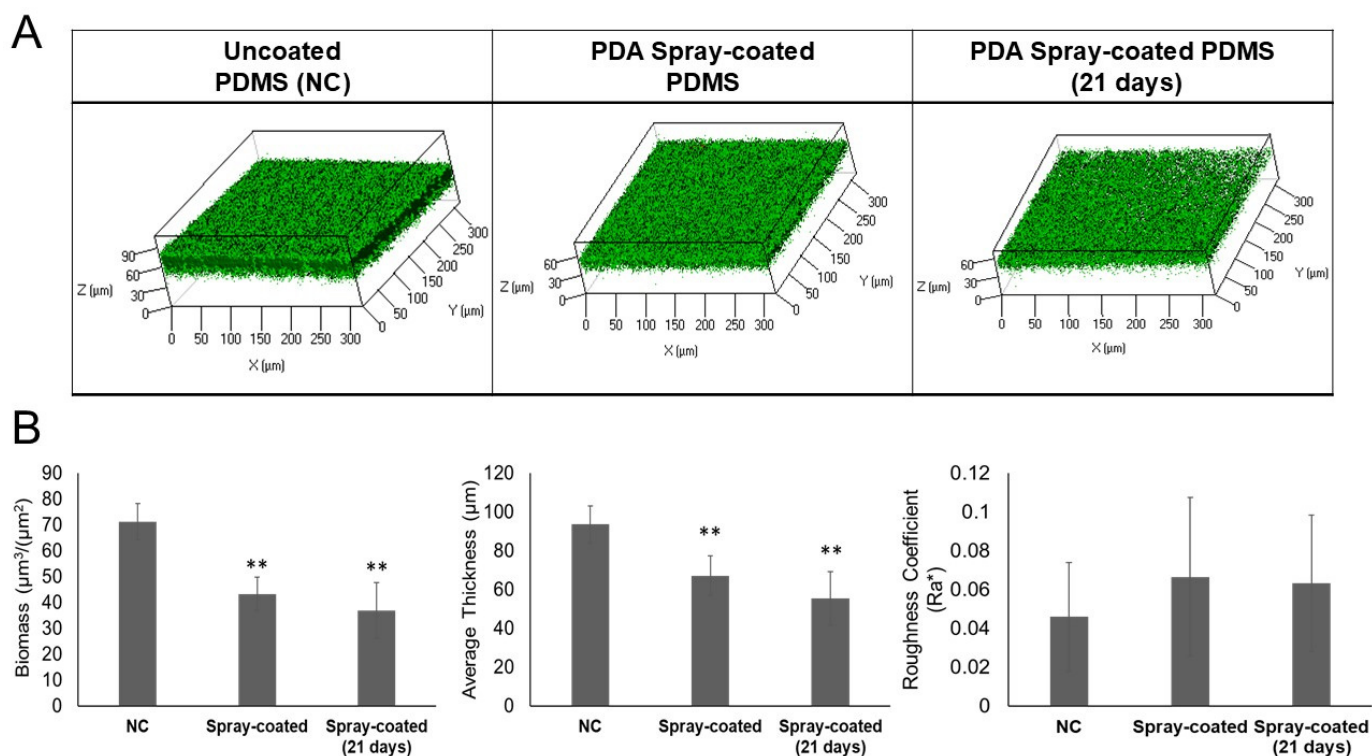 A
Uncoated
PDMS (NC)
PDA Spray-coated
PDMS
PDA Spray-coated PDMS
(21 days)
90
60
30
0
Z (µm)
0 50 100 150 200 250 300
X (µm)
0
50
100
150
200
250
300
Y (µm)
60
30
0
Z (µm)
0 50 100 150 200 250 300
X (µm)
0
50
100
150
200
250
300
Y (µm)
60
30
0
Z (µm)
0 50 100 150 200 250 300
X (µm)
0
50
100
150
200
250
300
Y (µm)
B
Biomass (µm³/(µm²)
90
80
70
60
50
40
30
20
10
0
**
**
NC
Spray-coated
Spray-coated
(21 days)
Average Thickness (µm)
120
100
80
60
40
20
0
**
**
NC
Spray-coated
Spray-coated
(21 days)
Roughness Coefficient
(Ra*)
0.12
0.1
0.08
0.06
0.04
0.02
0
NC
Spray-coated
Spray-coated
(21 days)